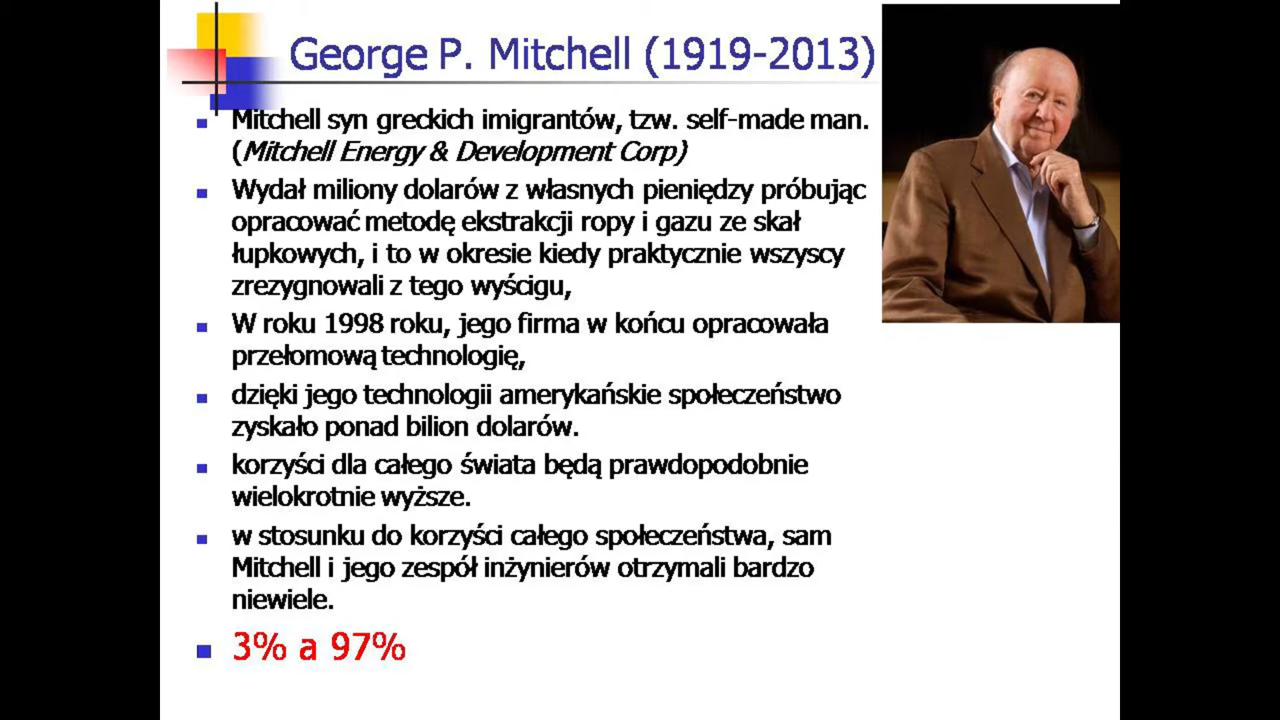 George P. Mitchell (1919-2013)
Mitchell syn greckich imigrantów, tzw. self-made man.
(Mitchell Energy & Development Corp)
Wydał miliony dolarów z własnych pieniędzy próbując
opracować metodę ekstrakcji ropy i gazu ze skał
łupkowych, i to w okresie kiedy praktycznie wszyscy
zrezygnowali z tego wyścigu,
W roku 1998 roku, jego firma w końcu opracowała
przełomową technologię,
dzięki jego technologii amerykańskie społeczeństwo
zyskało ponad bilion dolarów.
korzyści dla całego świata będą prawdopodobnie
wielokrotnie wyższe.
w stosunku do korzyści całego społeczeństwa, sam
Mitchell i jego zespół inżynierów otrzymali bardzo
niewiele.
3% a 97%